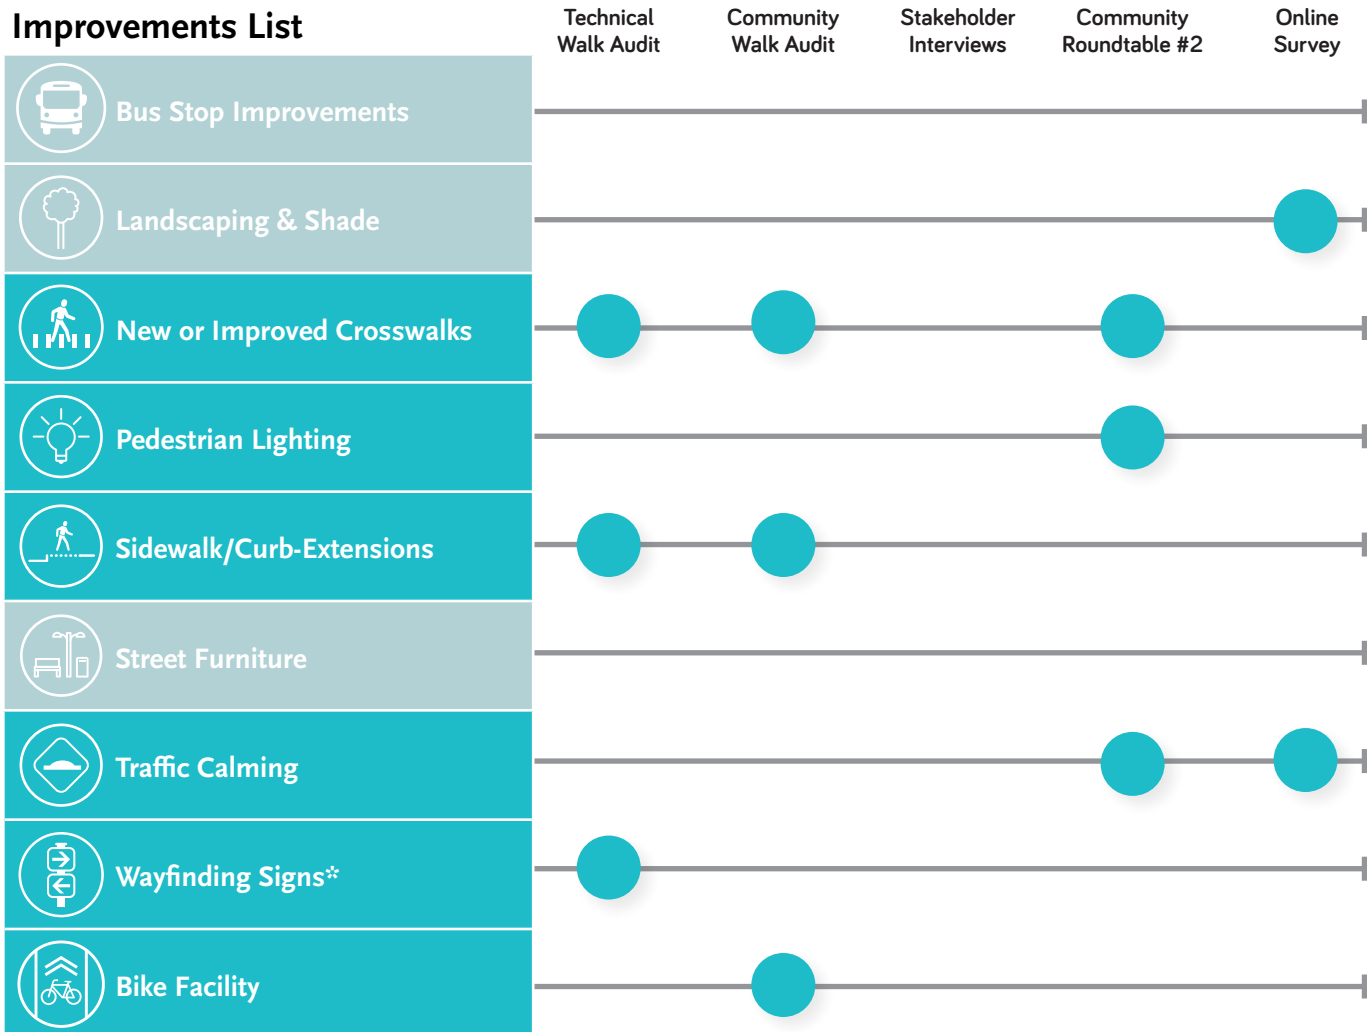 Improvements List
Technical
Walk Audit
Community
Walk Audit
Stakeholder
Interviews
Community
Roundtable #2
Online
Survey
Bus Stop Improvements
Landscaping & Shade
New or Improved Crosswalks
Pedestrian Lighting
Sidewalk/Curb-Extensions
Street Furniture
Traffic Calming
Wayfinding Signs*
Bike Facility